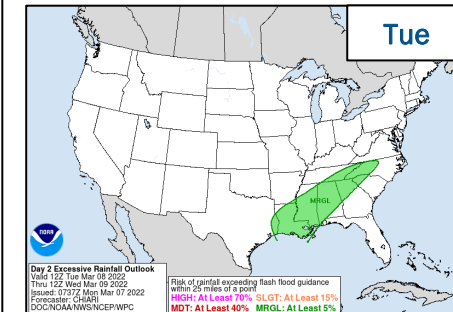 Tue
MRGL
NOAA
Day 2 Excessive Rainfall Outlook
Valid 12Z Tue Mar 08 2022
Thru 12Z Wed Mar 09 2022
Issued: 0737Z Mon Mar 07 2022
Forecaster: CHIARI
DOC/NOAA/NWS/NCEP/WPC
Risk of rainfall exceeding flash flood guidance
within 25 miles of a point
HIGH: At Least 70% SLGT: At Least 15%
MDT: At Least 40% MRGL: At Least 5%